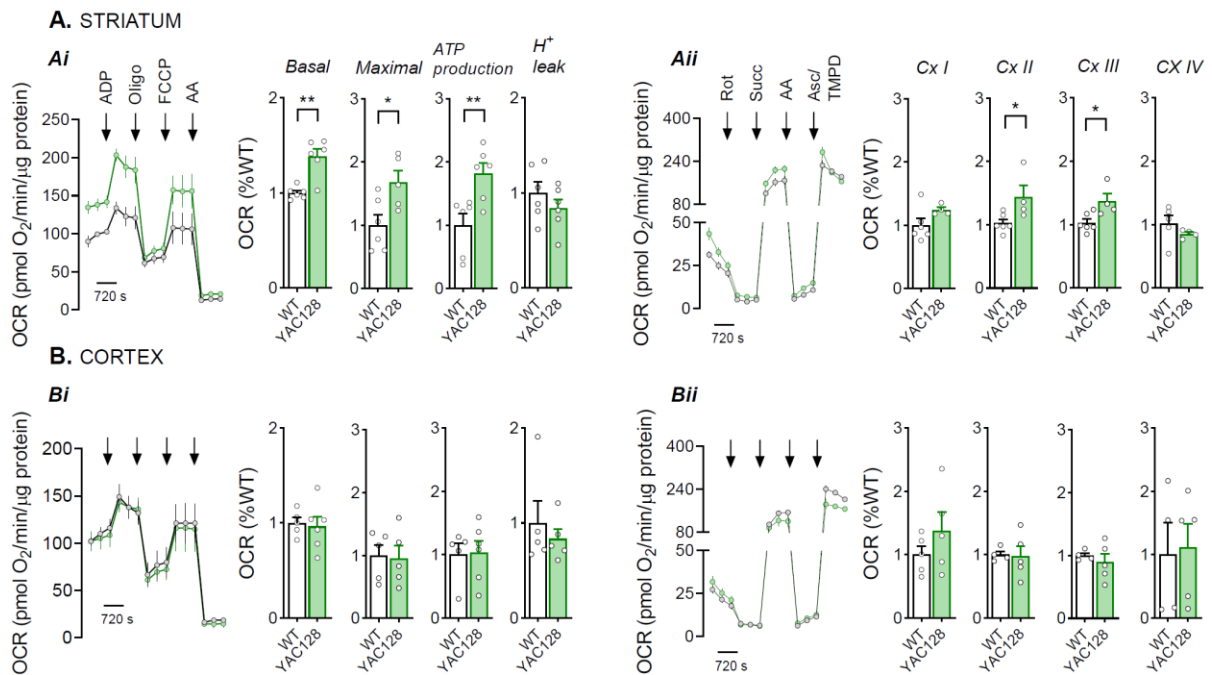 A. STRIATUM
Ai
ADP
Oligo
FCCP
AA
OCR (pmol O2/min/µg protein)
250
200
150
100
50
0
720 s
OCR (%WT)
Basal
**
2
1
0
WT
YAC128
Maximal
*
3
2
1
0
WT
YAC128
ATP
production
**
3
2
1
0
WT
YAC128
H+
leak
2
1
0
WT
YAC128
Aii
Rot
Succ
AA
Asc/
TMPD
OCR (pmol O2/min/µg protein)
400
240
80
50
25
0
720 s
OCR (%WT)
Cx I
3
2
1
0
WT
YAC128
Cx II
*
3
2
1
0
WT
YAC128
Cx III
*
3
2
1
0
WT
YAC128
CX IV
3
2
1
0
WT
YAC128
B. CORTEX
Bi
OCR (pmol O2/min/µg protein)
200
150
100
50
0
720 s
OCR (%WT)
2
1
0
WT
YAC128
3
2
1
0
WT
YAC128
3
2
1
0
WT
YAC128
2
1
0
WT
YAC128
Bii
OCR (pmol O2/min/µg protein)
400
240
80
50
25
0
720 s
OCR (%WT)
3
2
1
0
WT
YAC128
3
2
1
0
WT
YAC128
3
2
1
0
WT
YAC128
3
2
1
0
WT
YAC128